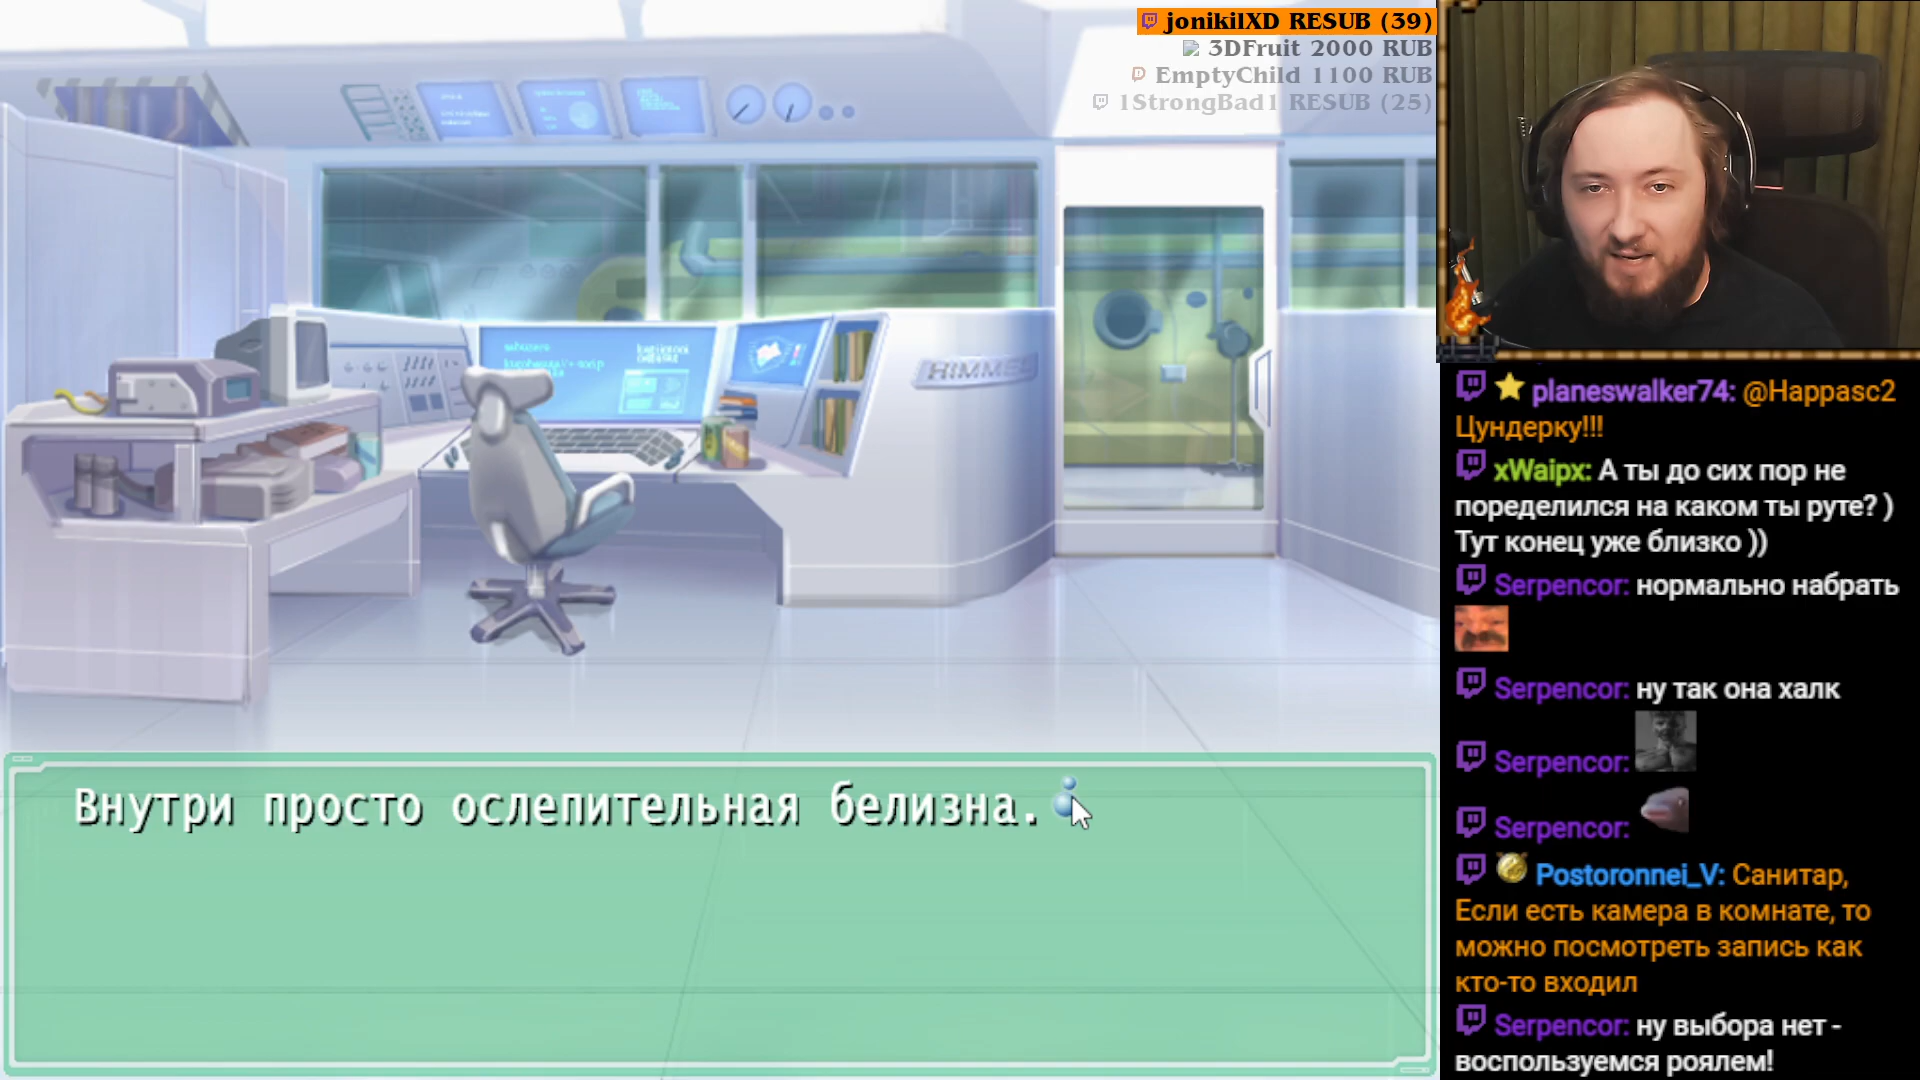 jonikilXD RESUB (39)
3DFruit 2000 RUB
EmptyChild 1100 RUB
1StrongBad1 RESUB (25)
HIMMEL
Внутри просто ослепительная белизна.
planeswalker74: @Happasc2
Цундерку!!!
xWaipx: А ты до сих пор не
поределился на каком ты руте? )
Тут конец уже близко ))
Serpencor: нормально набрать
Serpencor: ну так она халк
Serpencor:
Serpencor:
Postoronnei_V: Санитар,
Если есть камера в комнате, то
можно посмотреть запись как
кто-то входил
Serpencor: ну выбора нет -
воспользуемся роялем!